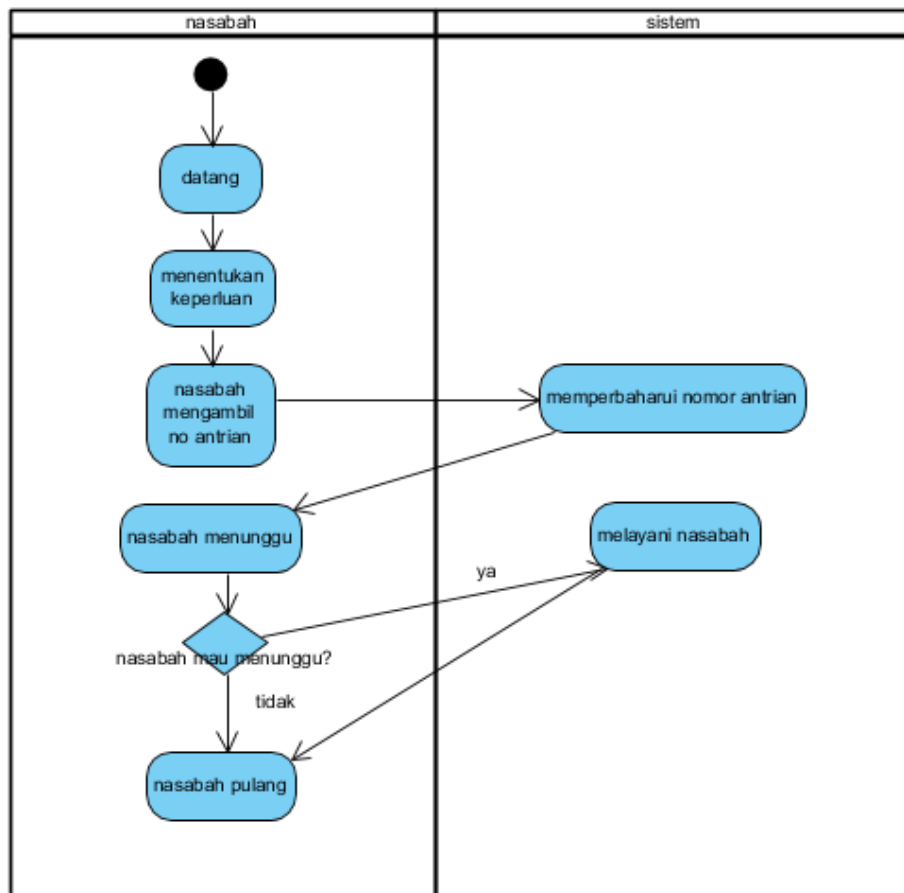 nasabah
sistem
datang
menentukan
keperluan
nasabah
mengambil
no antrian
memperbaharui nomor antrian
nasabah menunggu
melayani nasabah
ya
nasabah mau menunggu?
tidak
nasabah pulang